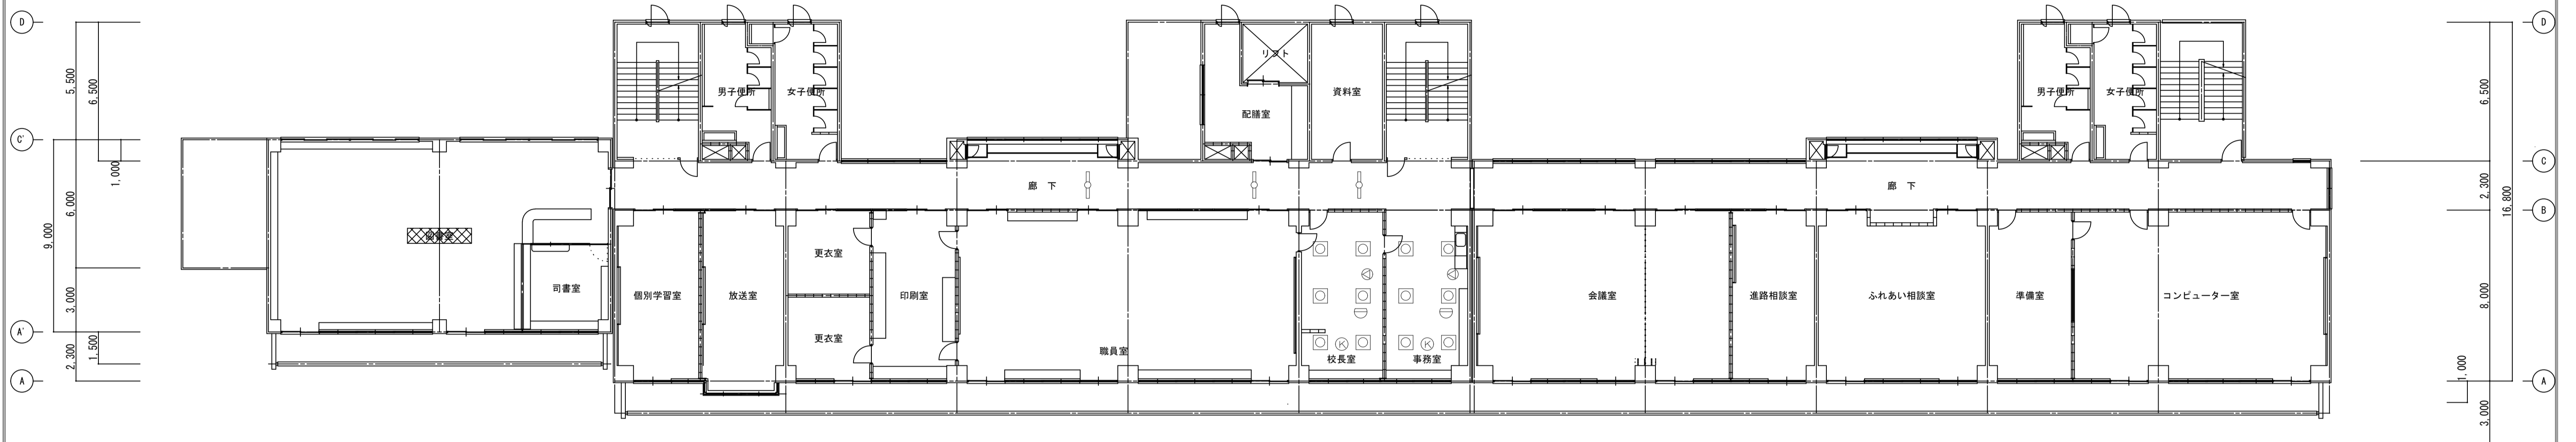 D
D
5,500
6,500
6,500
リフト
男子便所
女子便所
資料室
男子便所
女子便所
配膳室
C'
C
1,000
6,000
廊 下
廊 下
2,300
16,800
B
9,000
更衣室
司書室
個別学習室
放送室
印刷室
会議室
進路相談室
ふれあい相談室
準備室
コンピューター室
3,000
8,000
A'
更衣室
1,500
職員室
K
K
校長室
事務室
2,300
1,000
A
A
3,000